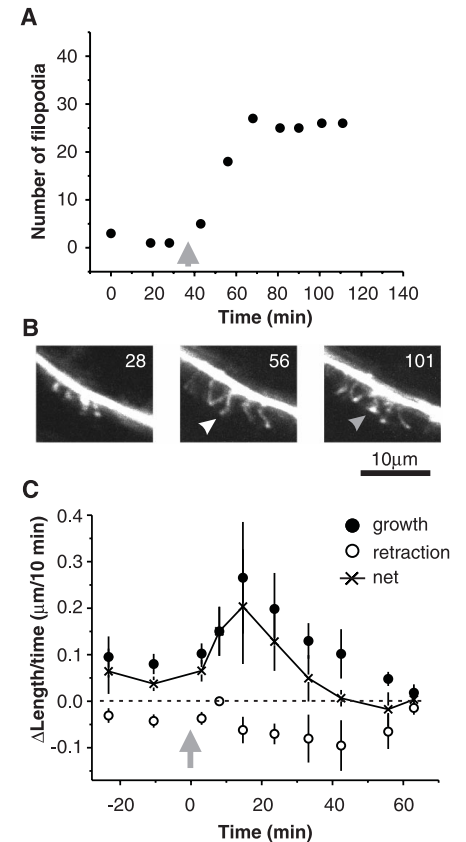 A
Number of filopodia
40
30
20
10
0
0 20 40 60 80 100 120 140
Time (min)
B
28 56 101
10μm
C
ΔLength/time (μm/10 min)
0.4
0.3
0.2
0.1
0.0
-0.1
growth
retraction
net
-20 0 20 40 60
Time (min)